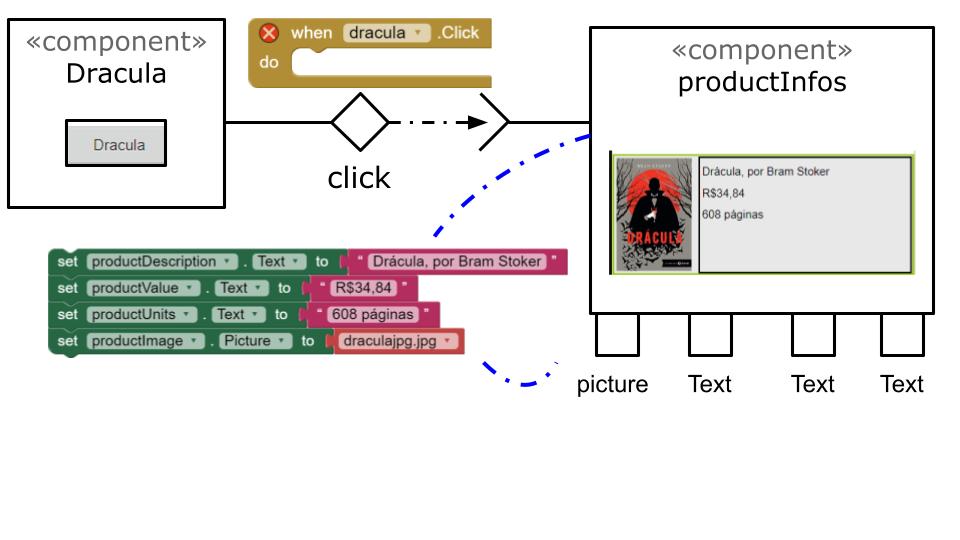 «component»
Dracula
Dracula
when dracula .Click
do
click
«component»
productInfos
DRÁCULA
Drácula, por Bram Stoker
R$34,84
608 páginas
set productDescription . Text to " Drácula, por Bram Stoker "
set productValue . Text to " R$34,84 "
set productUnits . Text to " 608 páginas "
set productImage . Picture to draculajpg.jpg
picture
Text
Text
Text